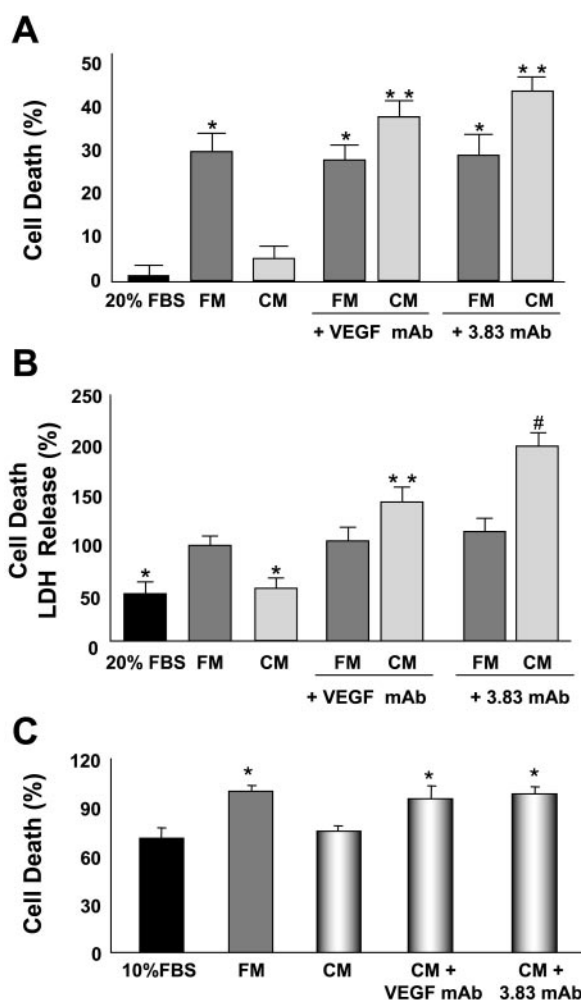 A
Cell Death (%)
50
40
30
20
10
0
*
*
* *
*
* *
20% FBS FM CM FM CM FM CM
+ VEGF mAb + 3.83 mAb
B
Cell Death
LDH Release (%)
250
200
150
100
50
0
*
*
* *
#
20% FBS FM CM FM CM FM CM
+ VEGF mAb + 3.83 mAb
C
Cell Death (%)
120
90
60
30
0
*
*
*
10%FBS FM CM CM + CM +
VEGF mAb 3.83 mAb